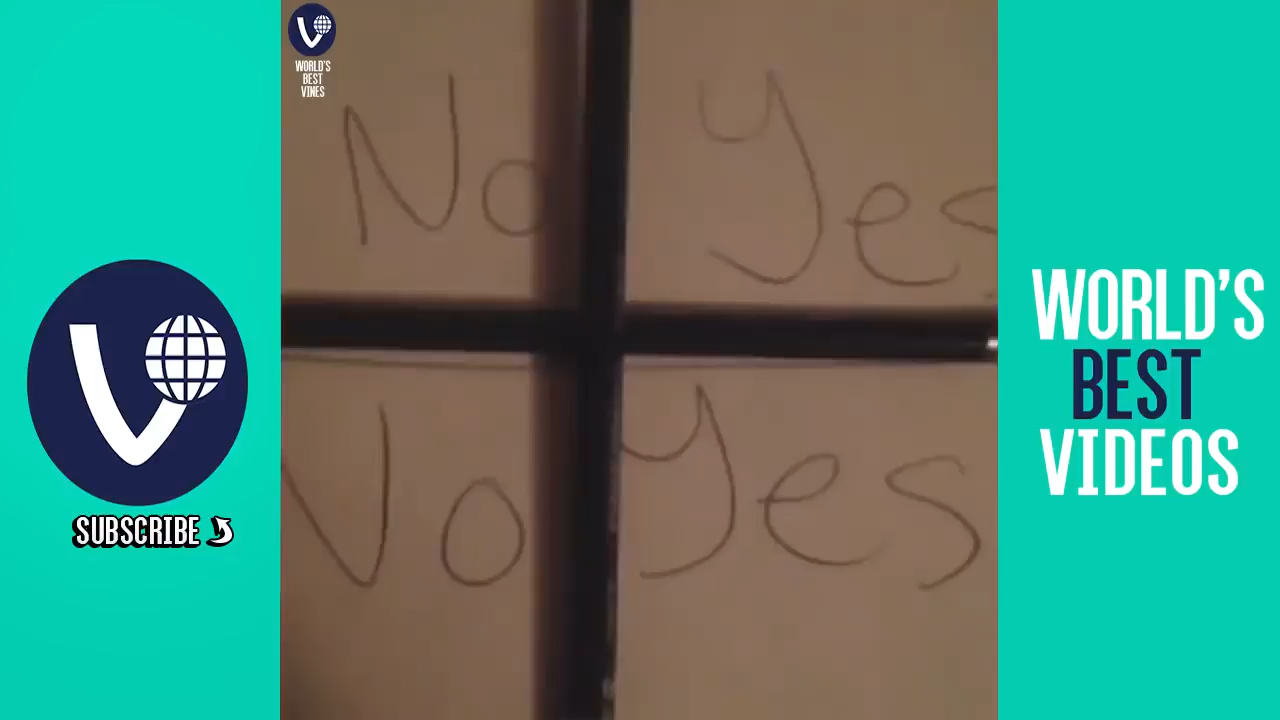 WORLD'S
BEST
VINES
No Yes
No Yes
SUBSCRIBE
WORLD'S
BEST
VIDEOS